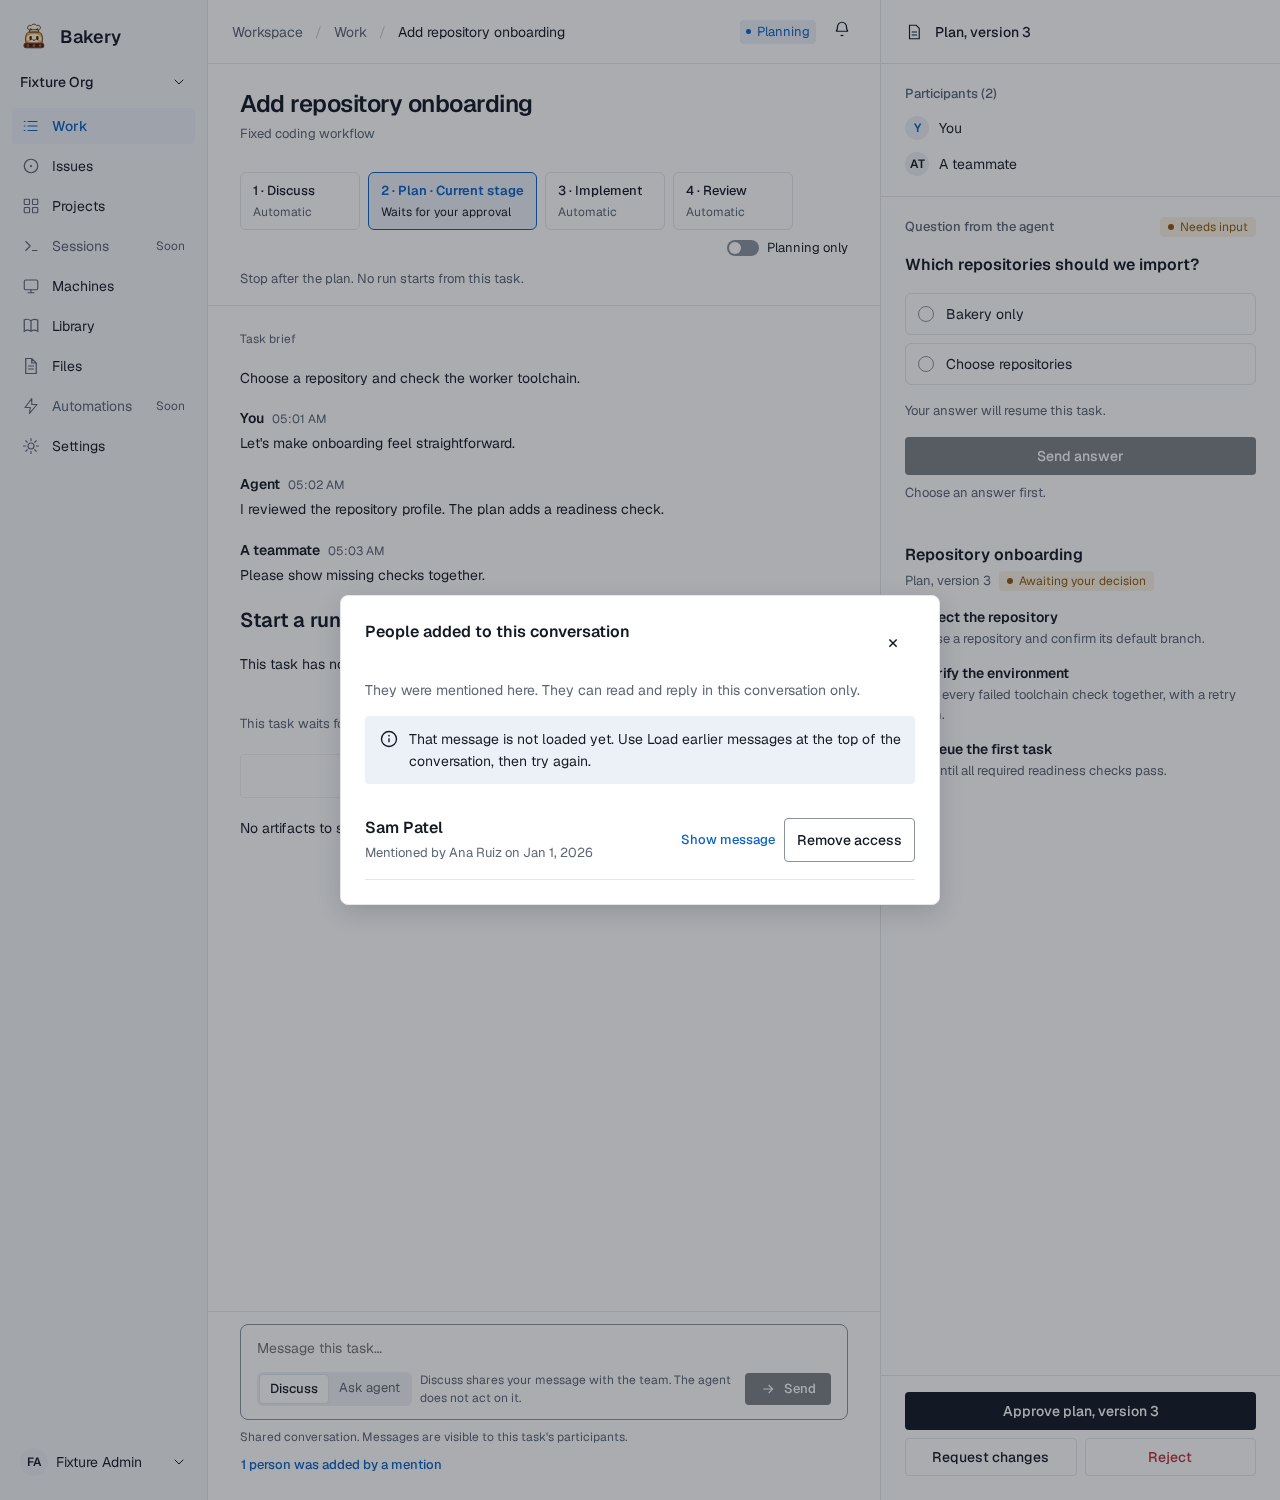 Bakery
Fixture Org
Work
Issues
Projects
Sessions Soon
Machines
Library
Files
Automations Soon
Settings
FA Fixture Admin
Workspace / Work / Add repository onboarding
Planning
Add repository onboarding
Fixed coding workflow
1 · Discuss
Automatic
2 · Plan · Current stage
Waits for your approval
3 · Implement
Automatic
4 · Review
Automatic
Planning only
Stop after the plan. No run starts from this task.
Task brief
Choose a repository and check the worker toolchain.
You 05:01 AM
Let's make onboarding feel straightforward.
Agent 05:02 AM
I reviewed the repository profile. The plan adds a readiness check.
A teammate 05:03 AM
Please show missing checks together.
Start a run
This task has
This task waits
No artifacts to
People added to this conversation
They were mentioned here. They can read and reply in this conversation only.
That message is not loaded yet. Use Load earlier messages at the top of the
conversation, then try again.
Sam Patel
Mentioned by Ana Ruiz on Jan 1, 2026
Show message
Remove access
Message this task…
Discuss
Ask agent
Discuss shares your message with the team. The agent
does not act on it.
Send
Shared conversation. Messages are visible to this task's participants.
1 person was added by a mention
Plan, version 3
Participants (2)
Y You
AT A teammate
Question from the agent
Needs input
Which repositories should we import?
Bakery only
Choose repositories
Your answer will resume this task.
Send answer
Choose an answer first.
Repository onboarding
Plan, version 3
Awaiting your decision
the repository
a repository and confirm its default branch.
the environment
every failed toolchain check together, with a retry
the first task
all required readiness checks pass.
Approve plan, version 3
Request changes
Reject